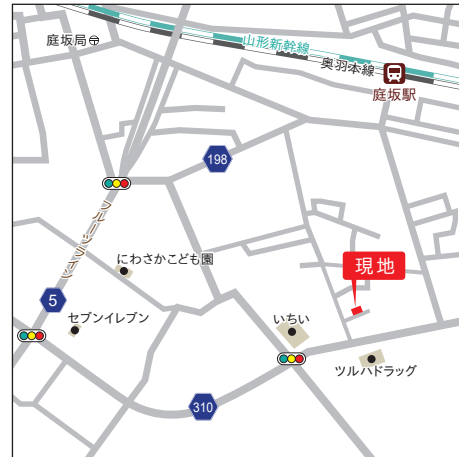 山形新幹線
庭坂局
奥羽本線
庭坂駅
198
フルーツライン
にわさかこども園
現地
5
セブンイレブン
いちい
ツルハドラッグ
310